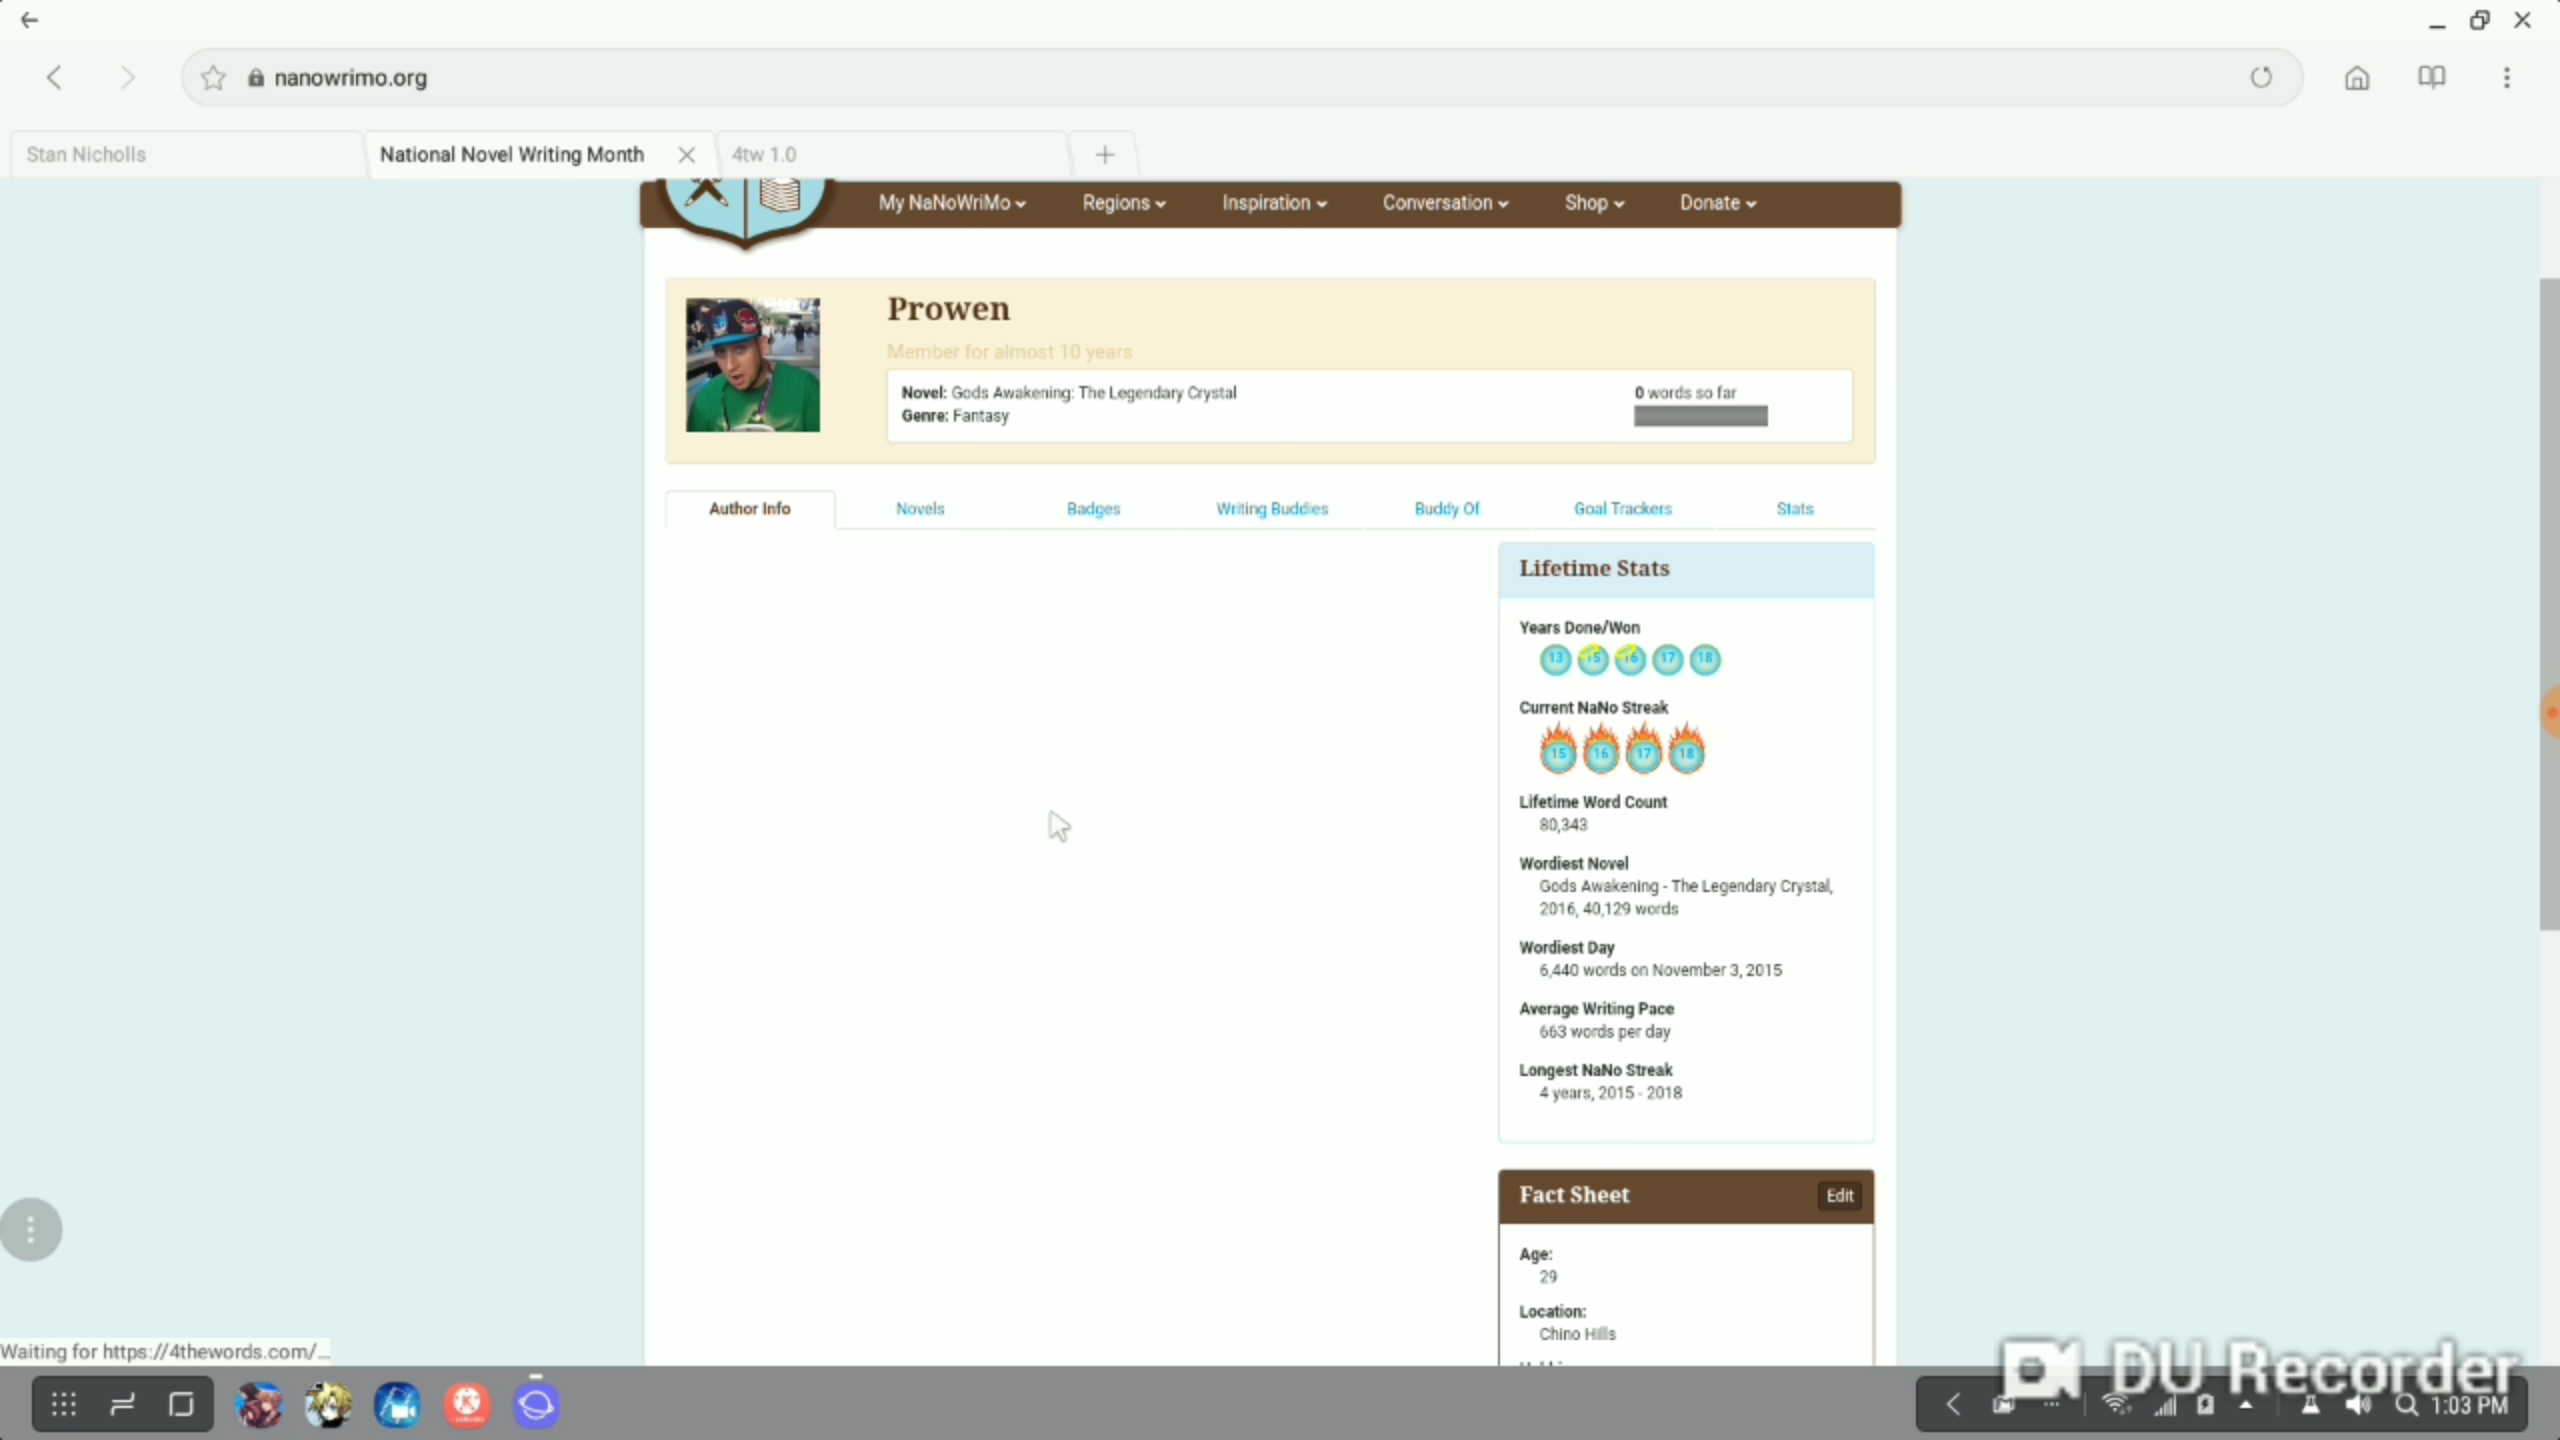 nanowrimo.org
Stan Nicholls
National Novel Writing Month
4tw 1.0
My NaNoWriMo
Regions
Inspiration
Conversation
Shop
Donate
Prowen
Member for almost 10 years
Novel: Gods Awakening: The Legendary Crystal
0 words so far
Genre: Fantasy
Author Info
Novels
Badges
Writing Buddies
Buddy Of
Goal Trackers
Stats
Lifetime Stats
Years Done/Won
13 15 16 17 18
Current NaNo Streak
15 16 17 18
Lifetime Word Count
80,343
Wordiest Novel
Gods Awakening - The Legendary Crystal,
2016, 40,129 words
Wordiest Day
6,440 words on November 3, 2015
Average Writing Pace
663 words per day
Longest NaNo Streak
4 years, 2015 - 2018
Fact Sheet
Edit
Age:
29
Location:
Chino Hills
Waiting for https://4thewords.com/...
DU Recorder
1:03 PM